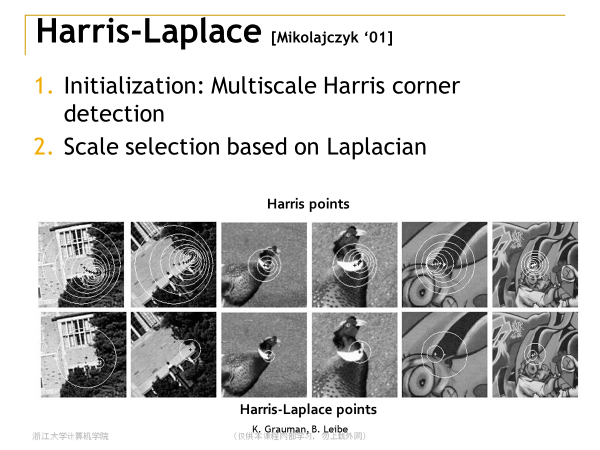 Harris-Laplace [Mikolajczyk ‘01]
1. Initialization: Multiscale Harris corner
detection
2. Scale selection based on Laplacian
Harris points
Harris-Laplace points
K. Grauman, B. Leibe
浙江大学计算机学院 （仅供本课程内部学习，勿上载外网）